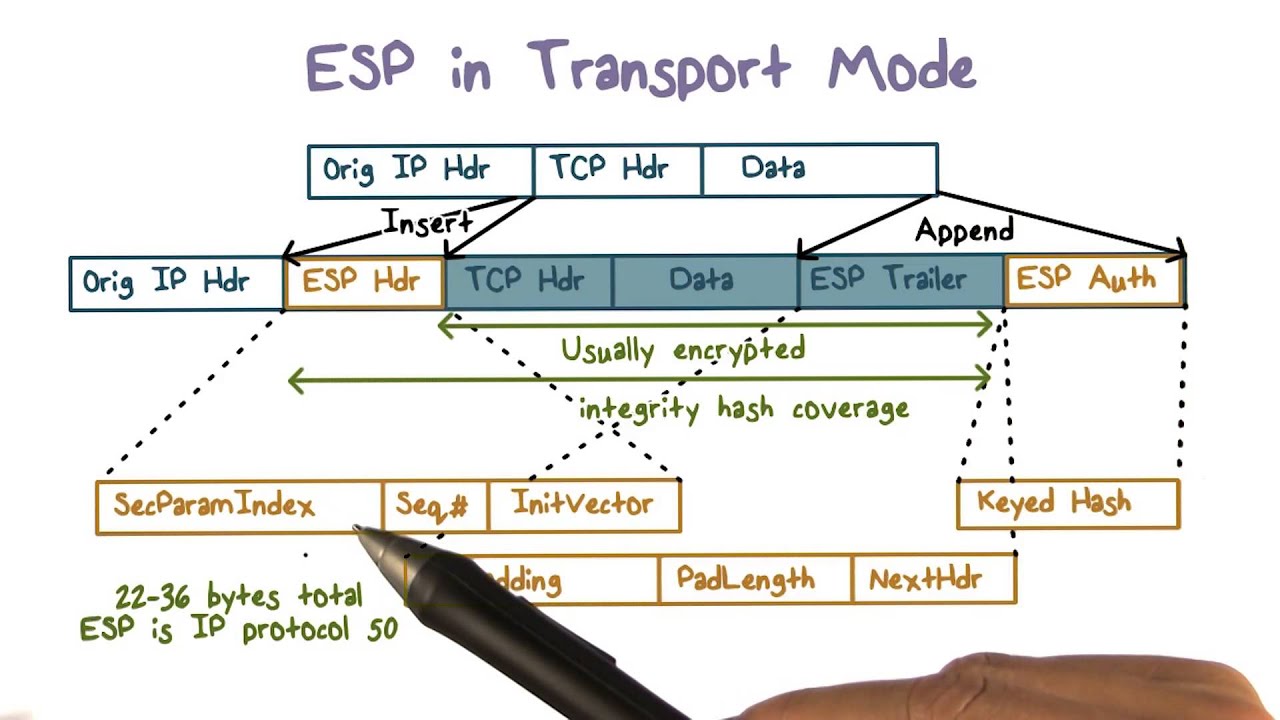 ESP in Transport Mode
Orig IP Hdr TCP Hdr Data
Insert Append
Orig IP Hdr ESP Hdr TCP Hdr Data ESP Trailer ESP Auth
Usually encrypted
integrity hash coverage
SecParamIndex Seq# InitVector Keyed Hash
PadLength NextHdr
22-36 bytes total
ESP is IP protocol 50